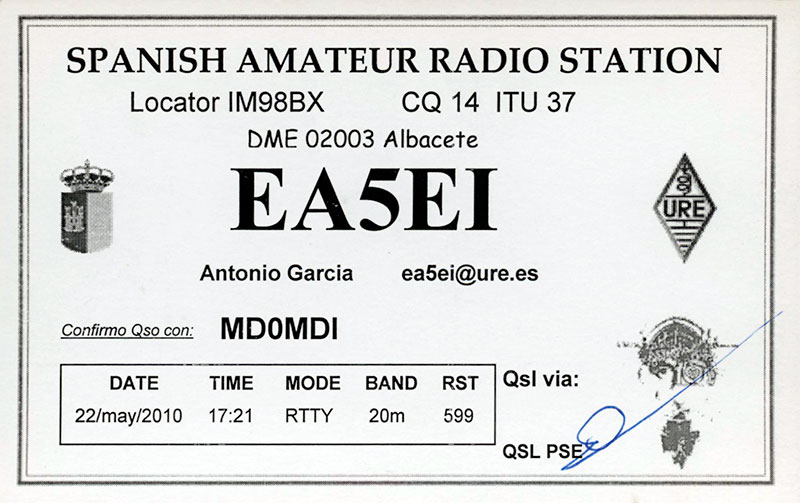 SPANISH AMATEUR RADIO STATION
Locator IM98BX CQ 14 ITU 37
DME 02003 Albacete
EA5EI
URE
Antonio Garcia ea5ei@ure.es
Confirmo Qso con: MD0MDI
DATE TIME MODE BAND RST
22/may/2010 17:21 RTTY 20m 599
Qsl via:
QSL PSE